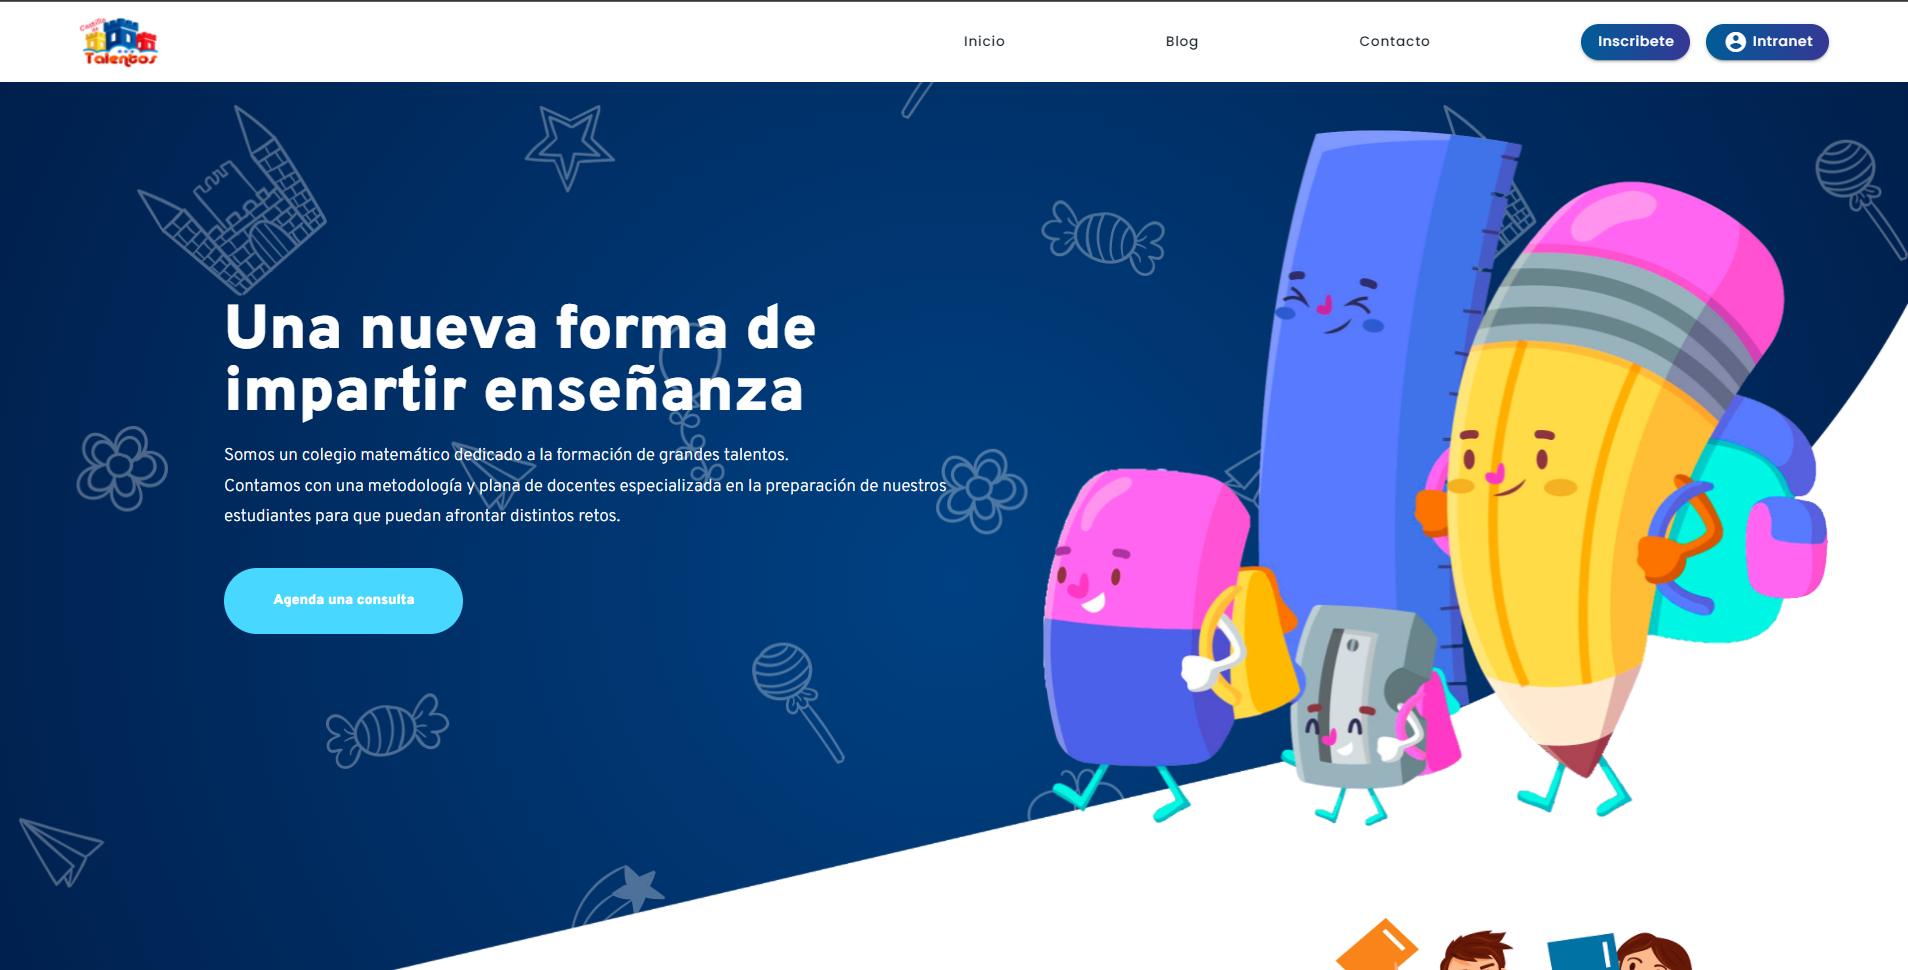 Castillo de
Talentos
Inicio
Blog
Contacto
Inscribete
Intranet
Una nueva forma de
impartir enseñanza
Somos un colegio matemático dedicado a la formación de grandes talentos.
Contamos con una metodología y plana de docentes especializada en la preparación de nuestros
estudiantes para que puedan afrontar distintos retos.
Agenda una consulta